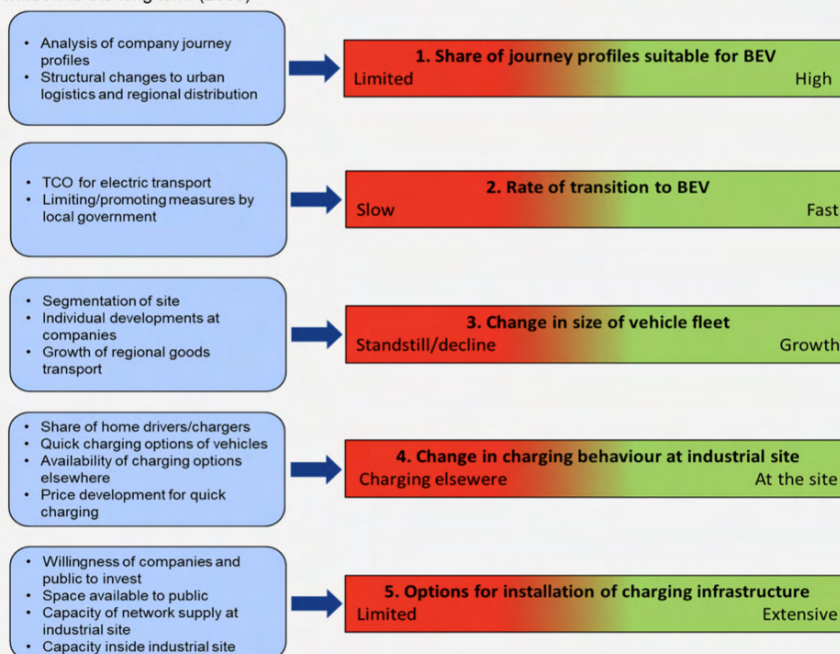 • Analysis of company journey
profiles
• Structural changes to urban
logistics and regional distribution
1. Share of journey profiles suitable for BEV
Limited High
• TCO for electric transport
• Limiting/promoting measures by
local government
2. Rate of transition to BEV
Slow Fast
• Segmentation of site
• Individual developments at
companies
• Growth of regional goods
transport
3. Change in size of vehicle fleet
Standstill/decline Growth
• Share of home drivers/chargers
• Quick charging options of vehicles
• Availability of charging options
elsewhere
• Price development for quick
charging
4. Change in charging behaviour at industrial site
Charging elsewere At the site
• Willingness of companies and
public to invest
• Space available to public
• Capacity of network supply at
industrial site
• Capacity inside industrial site
5. Options for installation of charging infrastructure
Limited Extensive